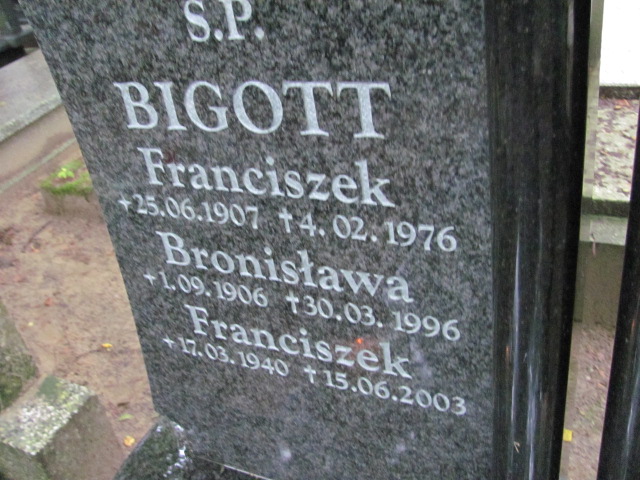 Ś.P.
BIGOTT
Franciszek
+25.06.1907 +4.02.1976
Bronisława
+1.09.1906 +30.03.1996
Franciszek
+17.03.1940 +15.06.2003